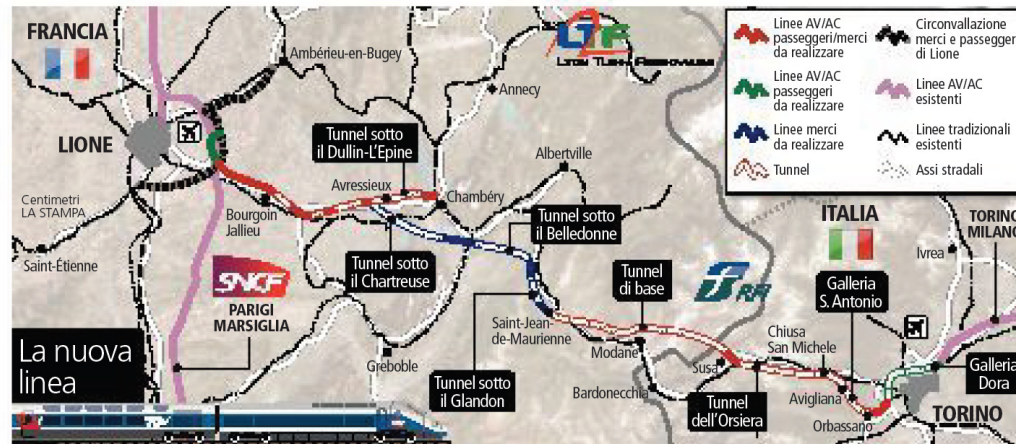 FRANCIA
LIONE
Centimetri
LA STAMPA
Saint-Étienne
Ambérieu-en-Bugey
Annecy
LTF
LYON TURIN FERROVIAIRE
Tunnel sotto
il Dullin-L'Epine
Avressieux
Chambéry
Albertville
Bourgoin
Jallieu
Tunnel sotto
il Chartreuse
Tunnel sotto
il Belledonne
SNCF
PARIGI
MARSIGLIA
Greboble
Saint-Jean-
de-Maurienne
Tunnel sotto
il Glandon
Tunnel
di base
RFI
Modane
Bardonecchia
Susa
Tunnel
dell'Orsiera
Chiusa
San Michele
Avigliana
Orbassano
ITALIA
Galleria
S. Antonio
Ivrea
TORINO
MILANO
Galleria
Dora
TORINO
La nuova
linea
Linee AV/AC
passeggeri/merci
da realizzare
Linee AV/AC
passeggeri
da realizzare
Linee merci
da realizzare
Tunnel
Circonvallazione
merci e passegger
di Lione
Linee AV/AC
esistenti
Linee tradizionali
esistenti
Assi stradali